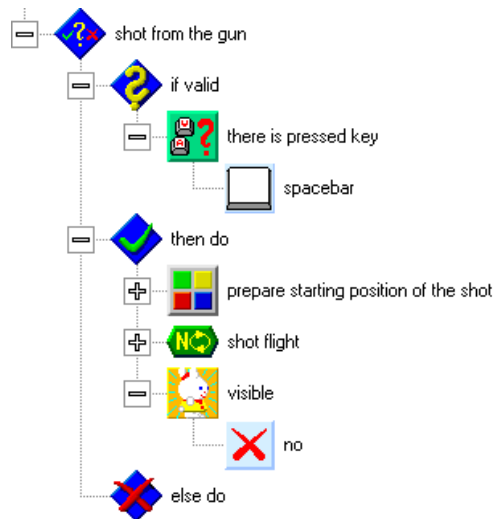 shot from the gun
if valid
there is pressed key
spacebar
then do
prepare starting position of the shot
N
shot flight
visible
no
else do